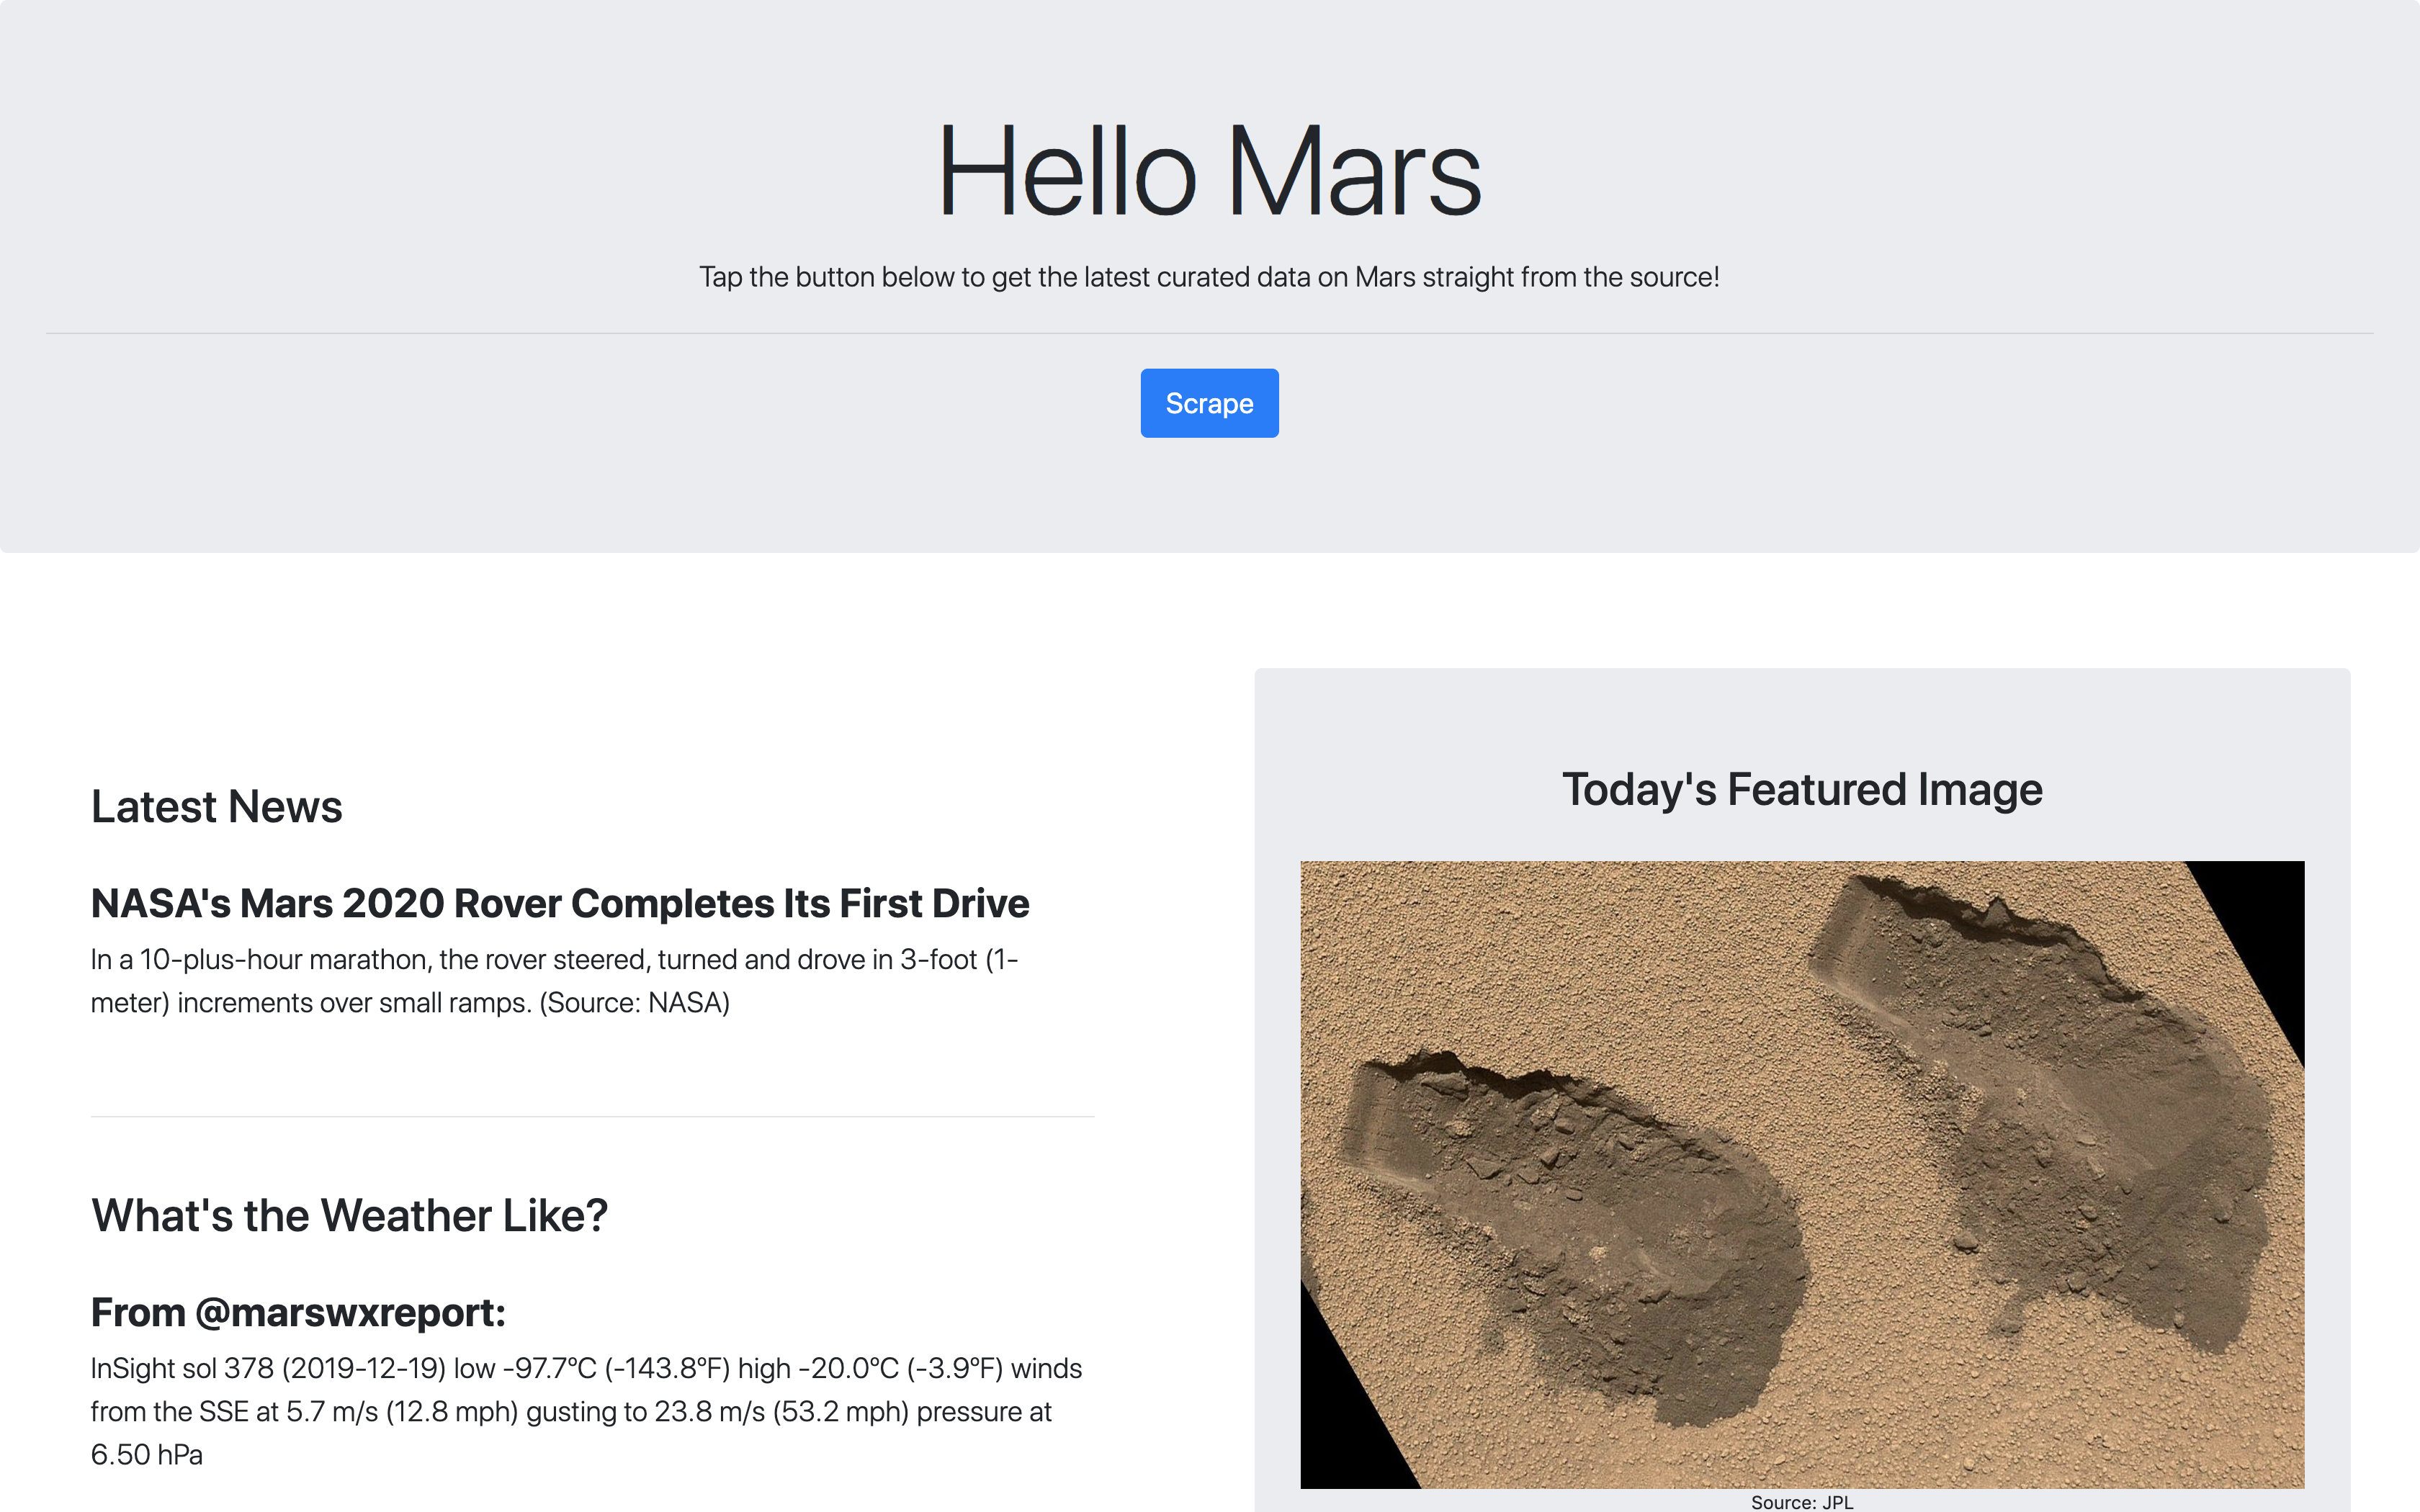 Hello Mars
Tap the button below to get the latest curated data on Mars straight from the source!
Scrape
Latest News
NASA's Mars 2020 Rover Completes Its First Drive
In a 10-plus-hour marathon, the rover steered, turned and drove in 3-foot (1-
meter) increments over small ramps. (Source: NASA)
What's the Weather Like?
From @marswxreport:
InSight sol 378 (2019-12-19) low -97.7ºC (-143.8ºF) high -20.0ºC (-3.9ºF) winds
from the SSE at 5.7 m/s (12.8 mph) gusting to 23.8 m/s (53.2 mph) pressure at
6.50 hPa
Today's Featured Image
Source: JPL